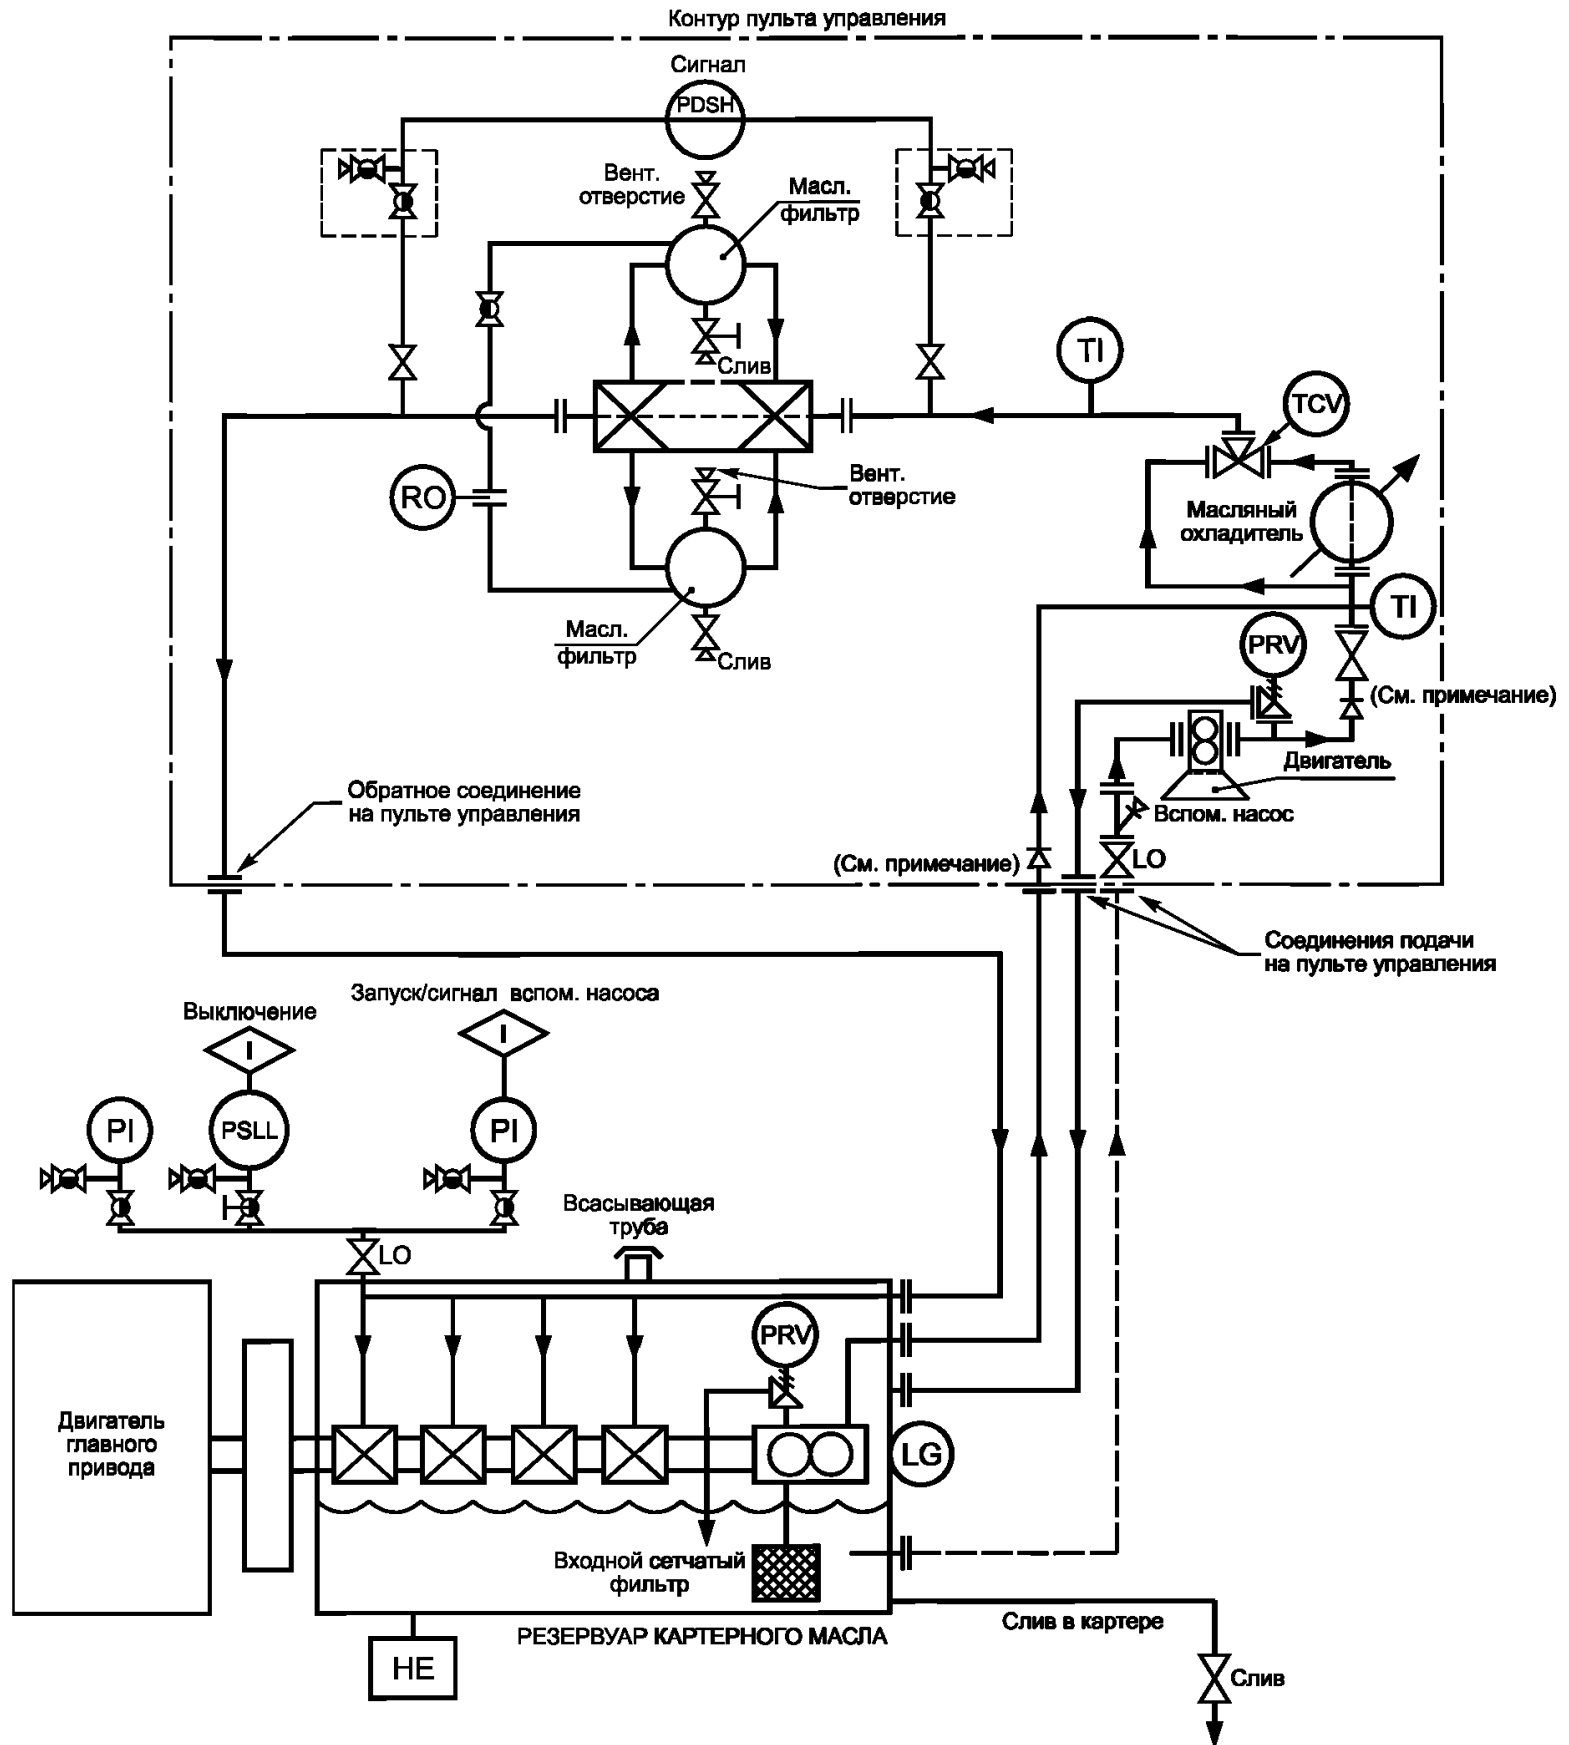 Контур пульта управления
Сигнал
PDSH
Вент.
отверстие
Масл.
фильтр
Слив
TI
TCV
RO
Вент.
отверстие
Масляный
охладитель
TI
Масл.
фильтр
Слив
PRV
(См. примечание)
Двигатель
Вспом. насос
Обратное соединение
на пульте управления
(См. примечание)
LO
Соединения подачи
на пульте управления
Запуск/сигнал вспом. насоса
Выключение
I
I
PI
PSLL
PI
Всасывающая
труба
LO
PRV
Двигатель
главного
привода
LG
Входной сетчатый
фильтр
Слив в картере
РЕЗЕРВУАР КАРТЕРНОГО МАСЛА
HE
Слив